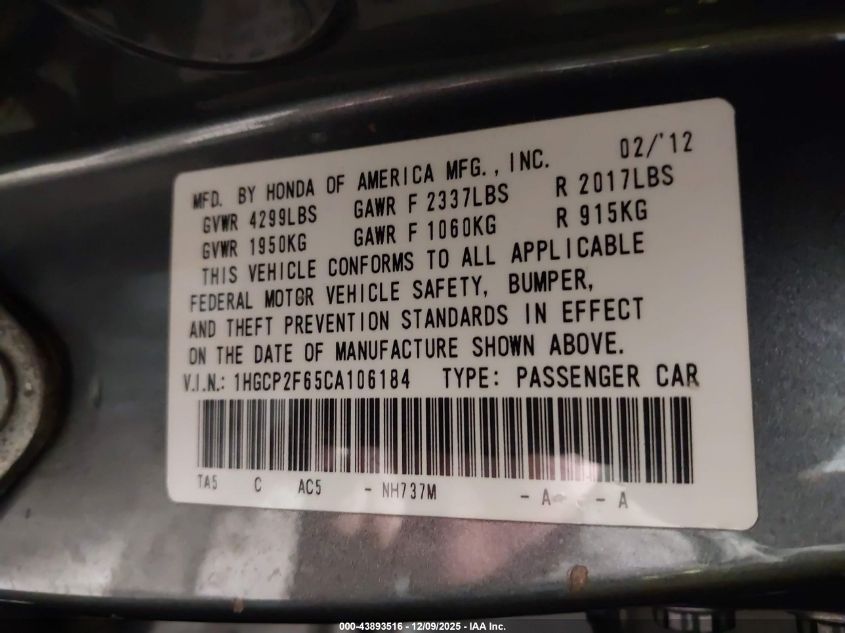 MFD. BY HONDA OF AMERICA MFG., INC. 02/'12
GVWR 4299LBS GAWR F 2337LBS R 2017LBS
GVWR 1950KG GAWR F 1060KG R 915KG
THIS VEHICLE CONFORMS TO ALL APPLICABLE
FEDERAL MOTOR VEHICLE SAFETY, BUMPER,
AND THEFT PREVENTION STANDARDS IN EFFECT
ON THE DATE OF MANUFACTURE SHOWN ABOVE.
V.I.N.: 1HGCP2F65CA106184 TYPE: PASSENGER CAR
TA5 C AC5 - NH737M - A - A
000-43893516 - 12/09/2025 - IAA Inc.